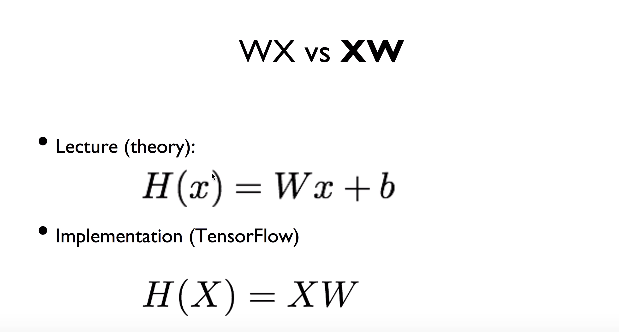 WX vs XW
• Lecture (theory):
H(x) = Wx + b
• Implementation (TensorFlow)
H(X) = XW